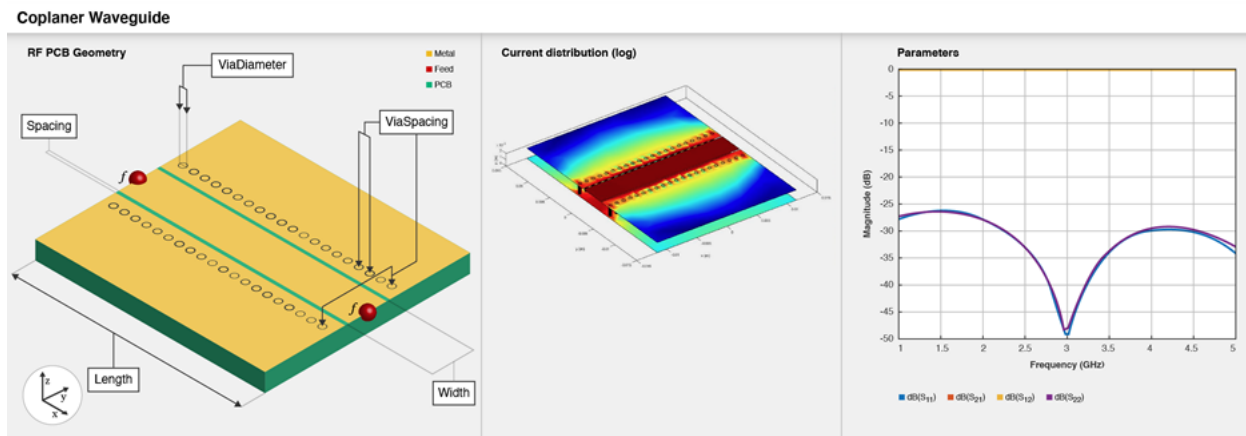 Coplaner Waveguide
RF PCB Geometry
Metal
Feed
PCB
ViaDiameter
ViaSpacing
Spacing
f
f
Length
Width
z
y
x
Current distribution (log)
Parameters
Magnitude (dB)
0
-5
-10
-15
-20
-25
-30
-35
-40
-45
-50
1 1.5 2 2.5 3 3.5 4 4.5 5
Frequency (GHz)
dB(S11) dB(S21) dB(S12) dB(S22)